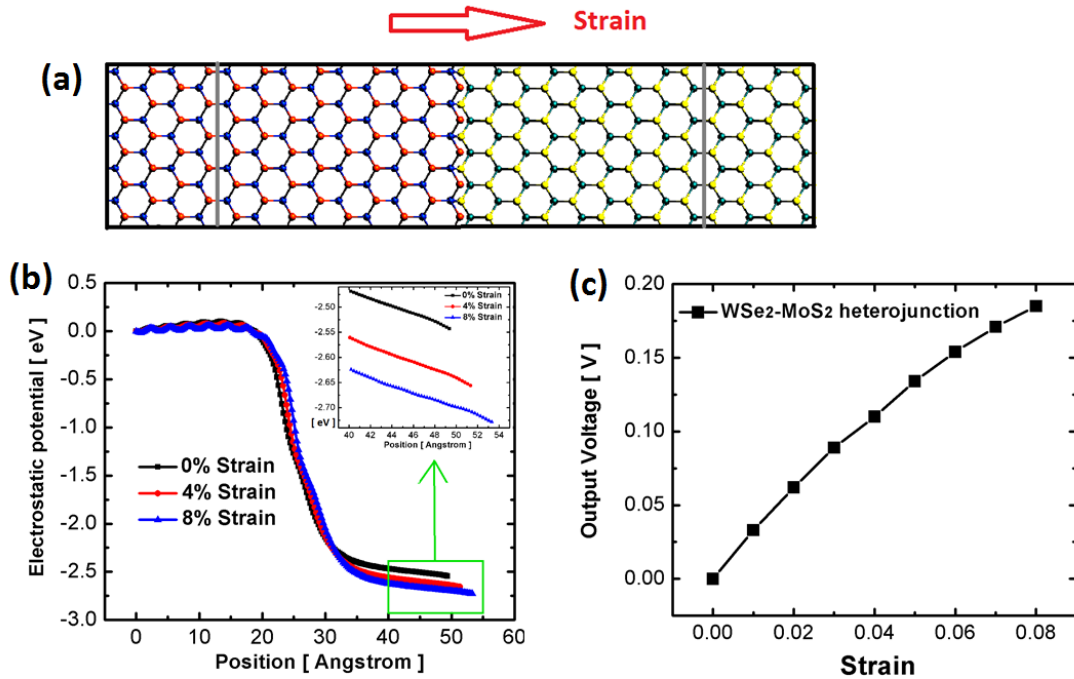 Strain
(a)
(b)
Electrostatic potential [ eV]
0.5
0.0
-0.5
-1.0
-1.5
-2.0
-2.5
-3.0
0% Strain
4% Strain
8% Strain
0 10 20 30 40 50 60
Position [ Angstrom ]
-2.50
-2.55
-2.60
-2.65
-2.70
[ eV]
0% Strain
4% Strain
8% Strain
40 42 44 46 48 50 52 54
Position [ Angstrom ]
(c)
Output Voltage [ V ]
0.20
0.15
0.10
0.05
0.00
WSe2-MoS2 heterojunction
0.00 0.02 0.04 0.06 0.08
Strain